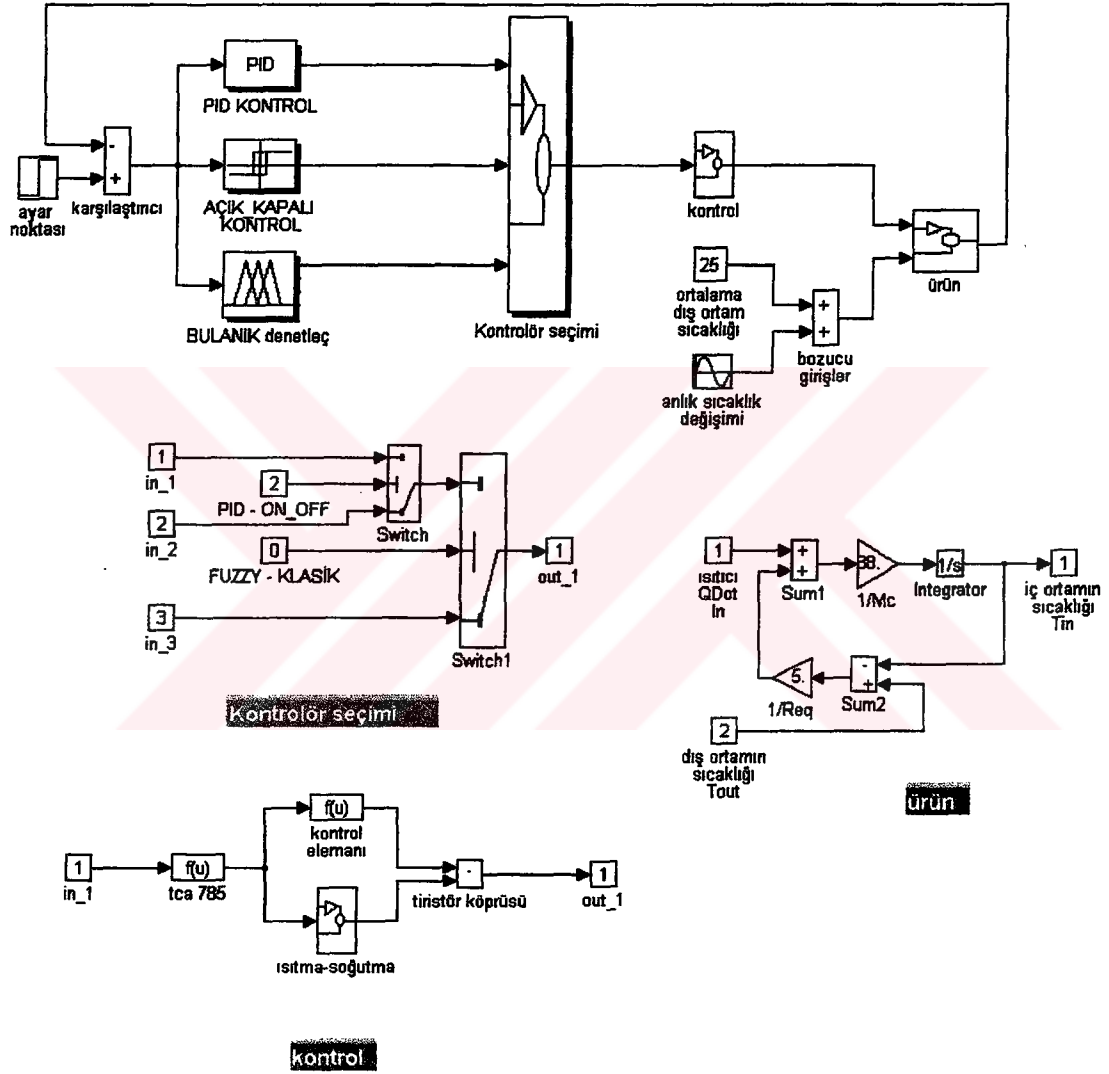 PID
PID KONTROL
-
+
ayar
noktası
karşılaştırıcı
AÇIK_KAPALI
KONTROL
BULANIK denetleç
Kontrolör seçimi
kontrol
25
ortalama
dış ortam
sıcaklığı
+
+
bozucu
girişler
anlık sıcaklık
değişimi
ürün
1
in_1
2
PID - ON_OFF
2
in_2
Switch
0
FUZZY - KLASİK
3
in_3
Switch1
1
out_1
Kontrolör seçimi
1
ısıtıcı
QDot
In
+
+
Sum1
38.
1/Mc
1/s
Integrator
1
iç ortamın
sıcaklığı
Tin
5.
1/Req
-
+
Sum2
2
dış ortamın
sıcaklığı
Tout
ürün
1
in_1
f(u)
tca 785
f(u)
kontrol
elemanı
ısıtma-soğutma
tiristör köprüsü
1
out_1
kontrol